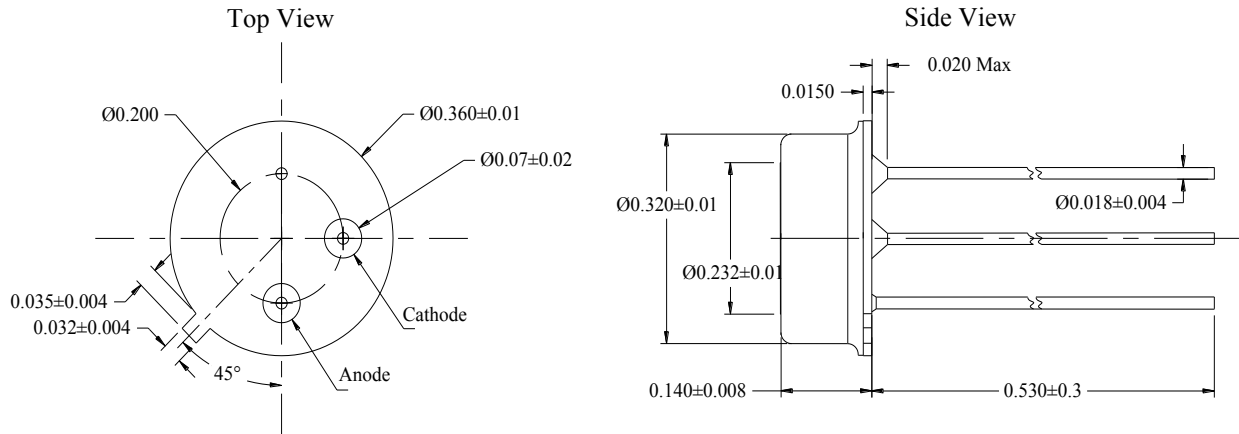 Top View
Ø0.200
Ø0.360±0.01
Ø0.07±0.02
0.035±0.004
0.032±0.004
45°
Cathode
Anode
Side View
0.020 Max
0.0150
Ø0.320±0.01
Ø0.018±0.004
Ø0.232±0.01
0.140±0.008
0.530±0.3